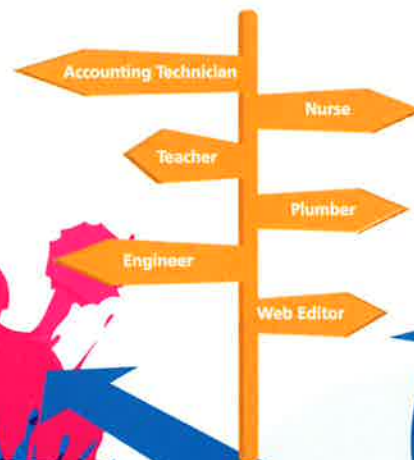 Accounting Technician
Nurse
Teacher
Plumber
Engineer
Web Editor